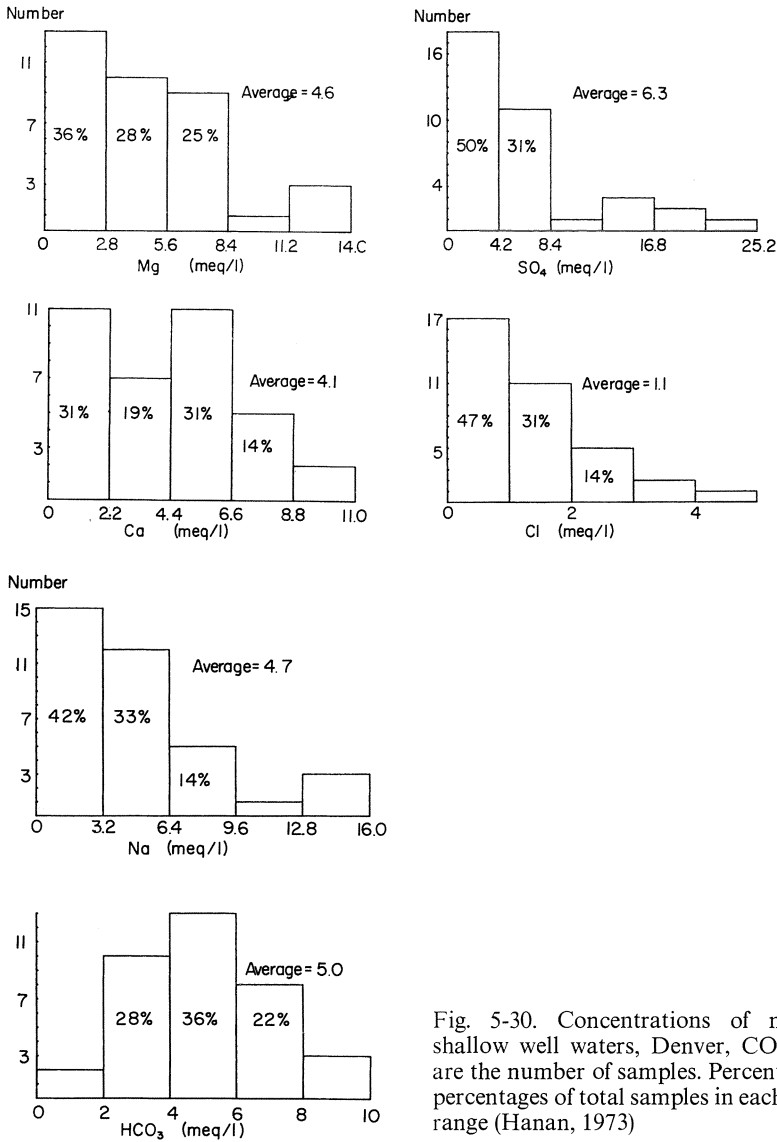 Number
11
7
3
36%
28%
25%
Average=4.6
0 2.8 5.6 8.4 11.2 14.0
Mg (meq/l)
Number
16
10
4
50%
31%
Average=6.3
0 4.2 8.4 16.8 25.2
SO₄ (meq/l)
11
7
3
31%
19%
31%
14%
Average=4.1
0 2.2 4.4 6.6 8.8 11.0
Ca (meq/l)
17
11
5
47%
31%
14%
Average=1.1
0 2 4
Cl (meq/l)
Number
15
11
7
3
42%
33%
14%
Average=4.7
0 3.2 6.4 9.6 12.8 16.0
Na (meq/l)
11
7
3
28%
36%
22%
Average=5.0
0 2 4 6 8 10
HCO₃ (meq/l)
Fig. 5-30. Concentrations of
shallow well waters, Denver, CO
are the number of samples. Percent
percentages of total samples in each
range (Hanan, 1973)